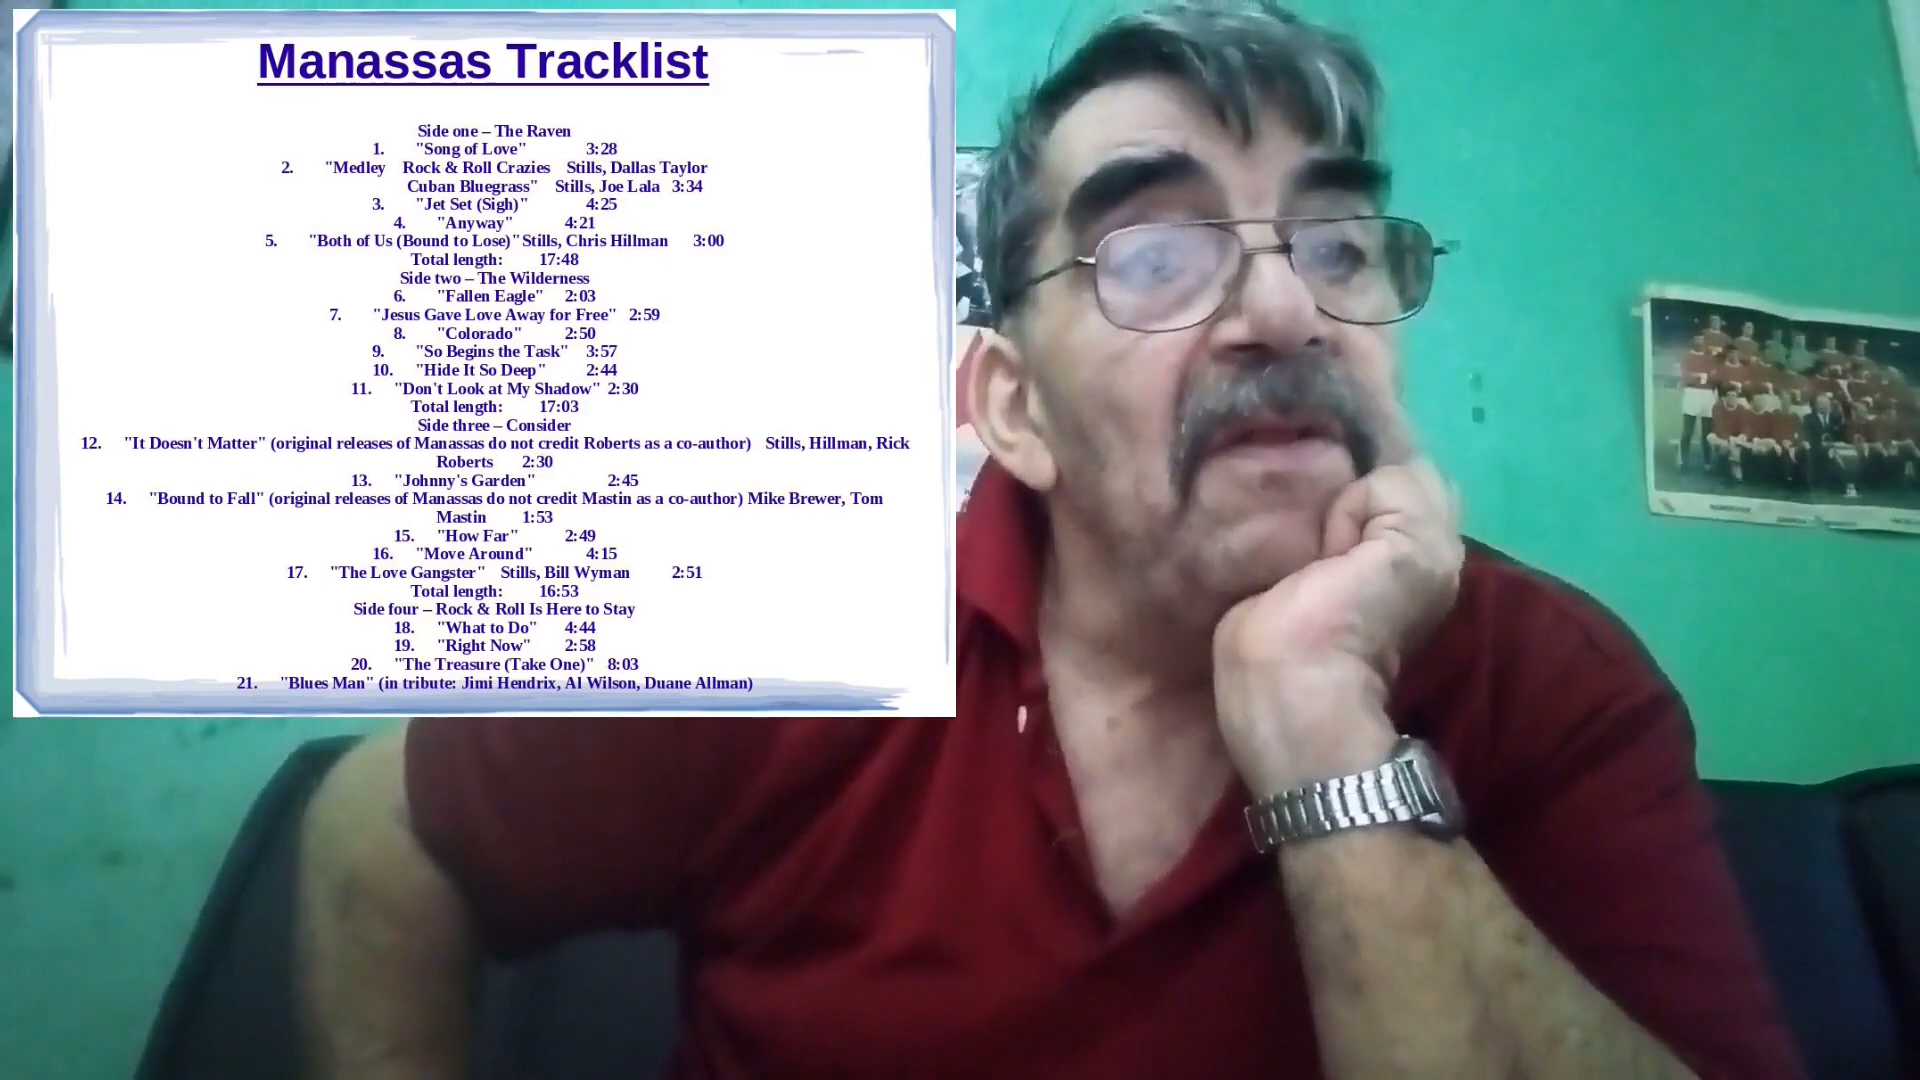 Manassas Tracklist
Side one – The Raven
1. "Song of Love" 3:28
2. "Medley Rock & Roll Crazies Stills, Dallas Taylor
Cuban Bluegrass" Stills, Joe Lala 3:34
3. "Jet Set (Sigh)" 4:25
4. "Anyway" 4:21
5. "Both of Us (Bound to Lose)" Stills, Chris Hillman 3:00
Total length: 17:48
Side two – The Wilderness
6. "Fallen Eagle" 2:03
7. "Jesus Gave Love Away for Free" 2:59
8. "Colorado" 2:50
9. "So Begins the Task" 3:57
10. "Hide It So Deep" 2:44
11. "Don't Look at My Shadow" 2:30
Total length: 17:03
Side three – Consider
12. "It Doesn't Matter" (original releases of Manassas do not credit Roberts as a co-author) Stills, Hillman, Rick
Roberts 2:30
13. "Johnny's Garden" 2:45
14. "Bound to Fall" (original releases of Manassas do not credit Mastin as a co-author) Mike Brewer, Tom
Mastin 1:53
15. "How Far" 2:49
16. "Move Around" 4:15
17. "The Love Gangster" Stills, Bill Wyman 2:51
Total length: 16:53
Side four – Rock & Roll Is Here to Stay
18. "What to Do" 4:44
19. "Right Now" 2:58
20. "The Treasure (Take One)" 8:03
21. "Blues Man" (in tribute: Jimi Hendrix, Al Wilson, Duane Allman)